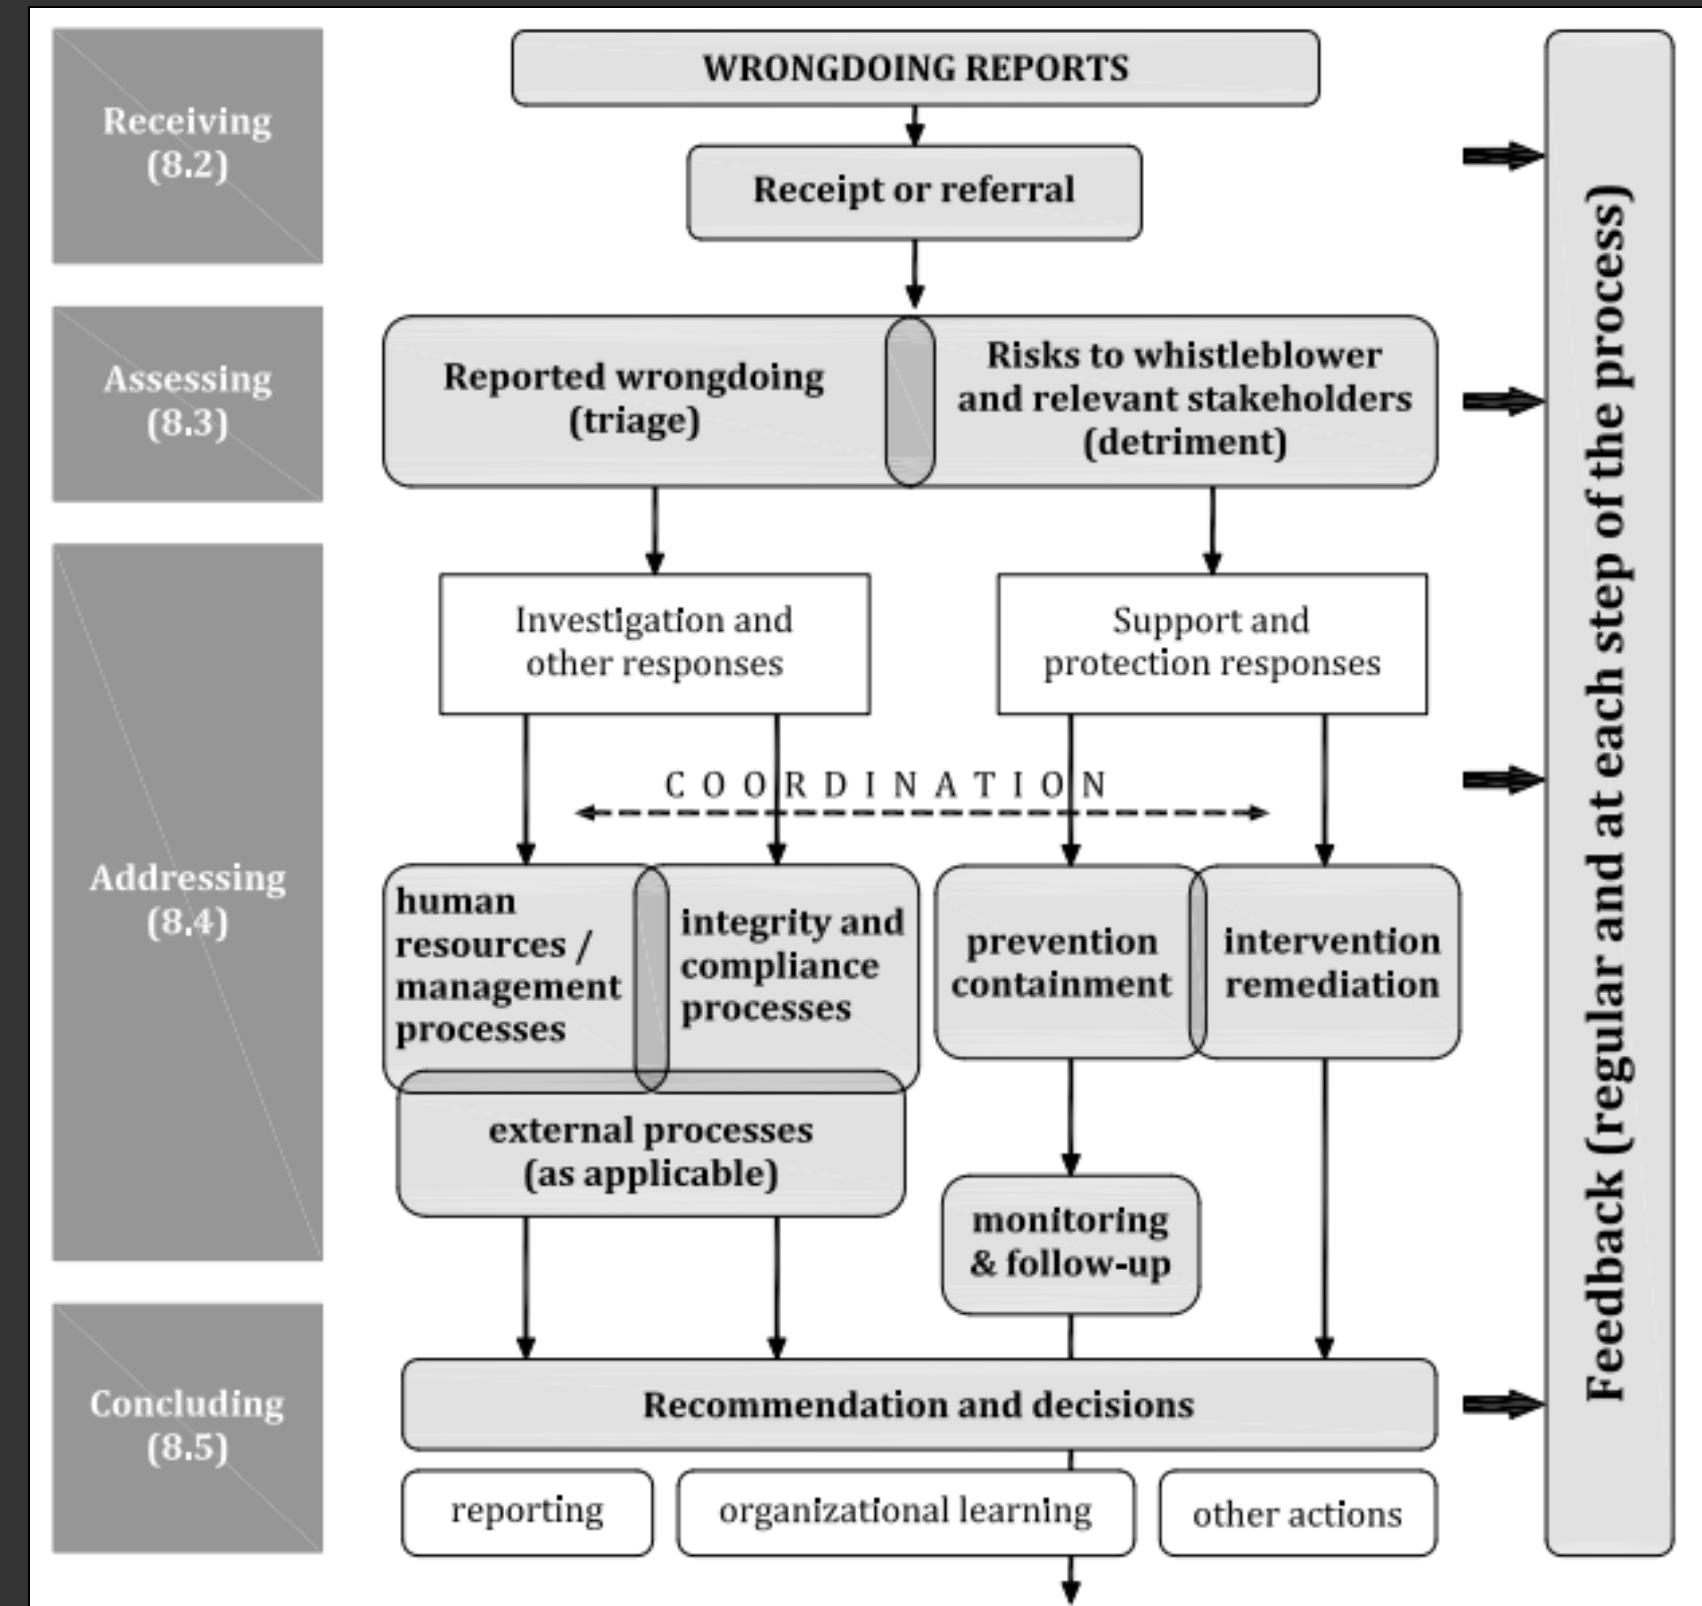 Receiving
(8.2)
WRONGDOING REPORTS
Receipt or referral
Assessing
(8.3)
Reported wrongdoing
(triage)
Risks to whistleblower
and relevant stakeholders
(detriment)
Addressing
(8.4)
Investigation and
other responses
Support and
protection responses
COORDINATION
human
resources /
management
processes
integrity and
compliance
processes
prevention
containment
intervention
remediation
external processes
(as applicable)
monitoring
& follow-up
Concluding
(8.5)
Recommendation and decisions
reporting
organizational learning
other actions
Feedback (regular and at each step of the process)